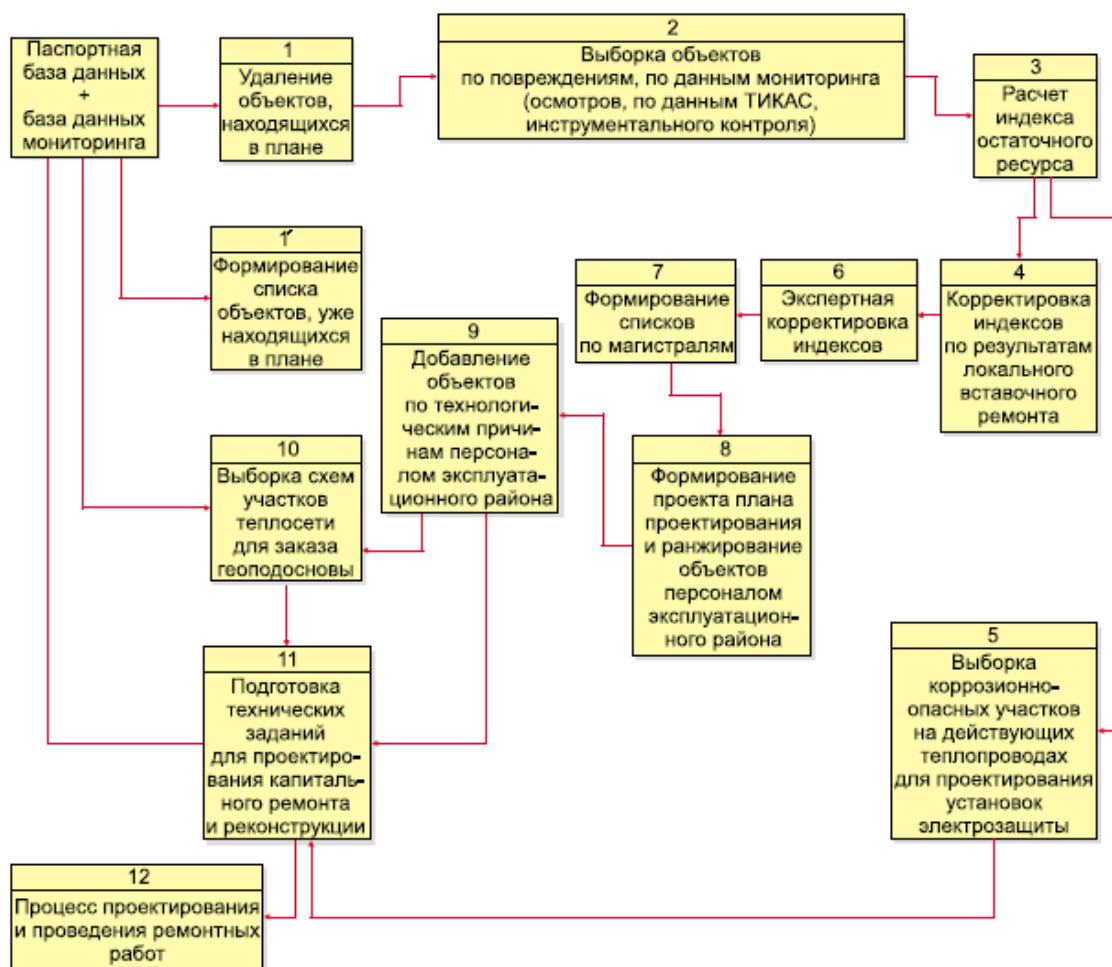 Паспортная
база данных
+
база данных
мониторинга
1
Удаление
объектов,
находящихся
в плане
2
Выборка объектов
по повреждениям, по данным мониторинга
(осмотров, по данным ТИКАС,
инструментального контроля)
3
Расчет
индекса
остаточного
ресурса
1'
Формирование
списка
объектов, уже
находящихся
в плане
9
Добавление
объектов
по технологи-
ческим причи-
нам персона-
лом эксплуата-
ционного района
7
Формирование
списков
по магистралям
6
Экспертная
корректировка
индексов
4
Корректировка
индексов
по результатам
локального
вставочного
ремонта
10
Выборка схем
участков
теплосети
для заказа
геоподосновы
8
Формирование
проекта плана
проектирования
и ранжирование
объектов
персоналом
эксплуатацион-
ного района
11
Подготовка
технических
заданий
для проектиро-
вания капиталь-
ного ремонта
и реконструкции
5
Выборка
коррозионно-
опасных участков
на действующих
теплопроводах
для проектирования
установок
электрозащиты
12
Процесс проектирования
и проведения ремонтных
работ